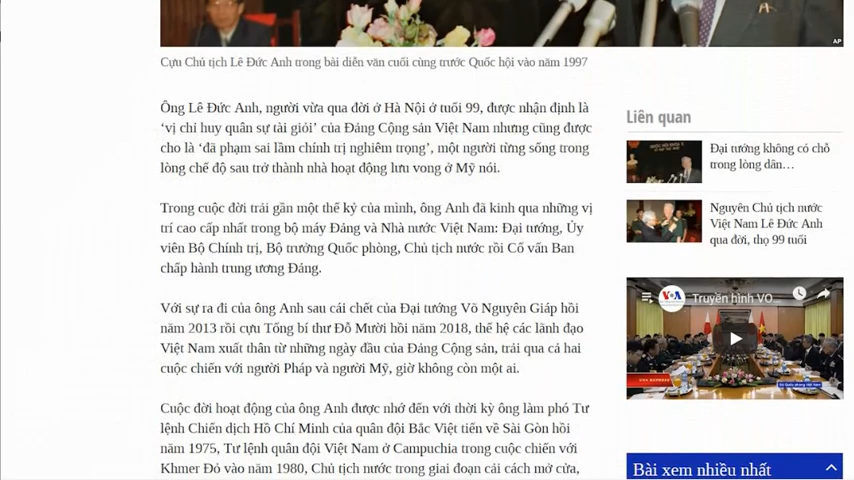 AP
Cựu Chủ tịch Lê Đức Anh trong bài diễn văn cuối cùng trước Quốc hội vào năm 1997
Ông Lê Đức Anh, người vừa qua đời ở Hà Nội ở tuổi 99, được nhận định là
‘vị chỉ huy quân sự tài giỏi’ của Đảng Cộng sản Việt Nam nhưng cũng được
cho là ‘đã phạm sai lầm chính trị nghiêm trọng’, một người từng sống trong
lòng chế độ sau trở thành nhà hoạt động lưu vong ở Mỹ nói.
Trong cuộc đời trải gần một thế kỷ của mình, ông Anh đã kinh qua những vị
trí cao cấp nhất trong bộ máy Đảng và Nhà nước Việt Nam: Đại tướng, Ủy
viên Bộ Chính trị, Bộ trưởng Quốc phòng, Chủ tịch nước rồi Cố vấn Ban
chấp hành trung ương Đảng.
Với sự ra đi của ông Anh sau cái chết của Đại tướng Võ Nguyên Giáp hồi
năm 2013 rồi cựu Tổng bí thư Đỗ Mười hồi năm 2018, thế hệ các lãnh đạo
Việt Nam xuất thân từ những ngày đầu của Đảng Cộng sản, trải qua cả hai
cuộc chiến với người Pháp và người Mỹ, giờ không còn một ai.
Cuộc đời hoạt động của ông Anh được nhớ đến với thời kỳ ông làm phó Tư
lệnh Chiến dịch Hồ Chí Minh của quân đội Bắc Việt tiến về Sài Gòn hồi
năm 1975, Tư lệnh quân đội Việt Nam ở Campuchia trong cuộc chiến với
Khmer Đỏ vào năm 1980, Chủ tịch nước trong giai đoạn cải cách mở cửa,
Liên quan
Đại tướng không có chỗ
trong lòng dân…
Nguyên Chủ tịch nước
Việt Nam Lê Đức Anh
qua đời, thọ 99 tuổi
VOA
Truyền hình VO...
Bài xem nhiều nhất